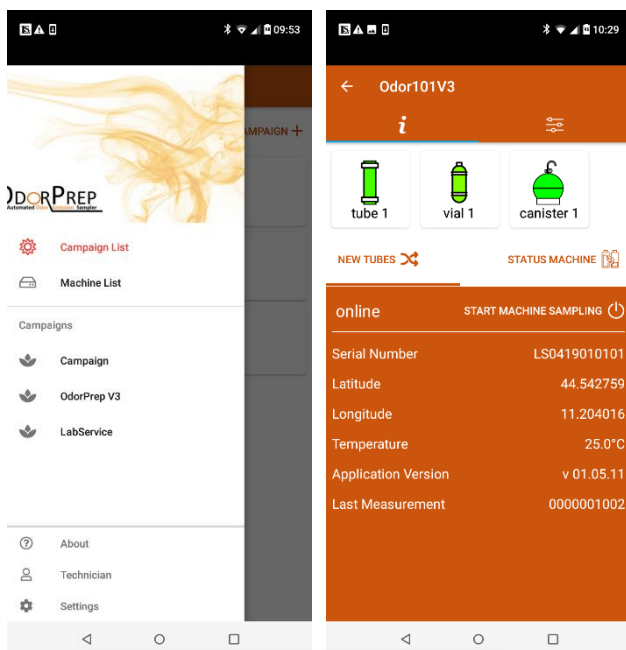 09:53
MPAIGN +
ODORPREP
Automated Odor Emission Sampler
Campaign List
Machine List
Campaigns
Campaign
OdorPrep V3
LabService
About
Technician
Settings
10:29
Odor101V3
i
tube 1
vial 1
canister 1
NEW TUBES
STATUS MACHINE
online
START MACHINE SAMPLING
Serial Number LS0419010101
Latitude 44.542759
Longitude 11.204016
Temperature 25.0°C
Application Version v 01.05.11
Last Measurement 0000001002